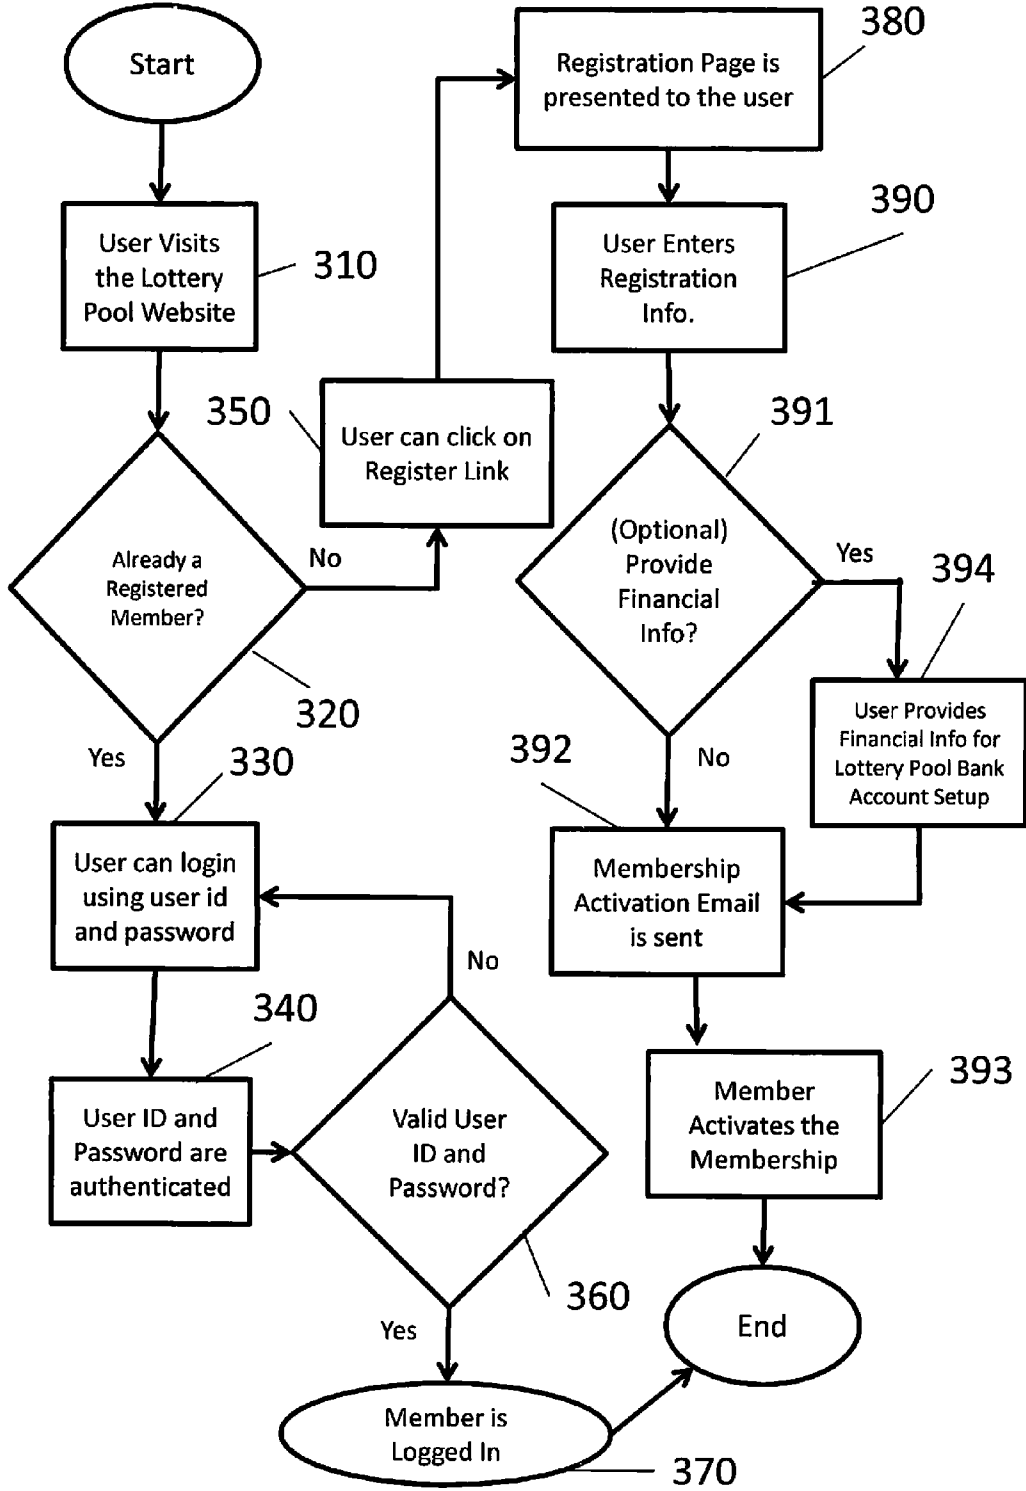 Start
User Visits
the Lottery
Pool Website
310
Already a
Registered
Member?
320
No
Yes
350
User can click on
Register Link
330
User can login
using user id
and password
340
User ID and
Password are
authenticated
Valid User
ID and
Password?
360
No
Yes
Member is
Logged In
370
380
Registration Page is
presented to the user
390
User Enters
Registration
Info.
391
(Optional)
Provide
Financial
Info?
Yes
No
394
User Provides
Financial Info for
Lottery Pool Bank
Account Setup
392
Membership
Activation Email
is sent
393
Member
Activates the
Membership
End